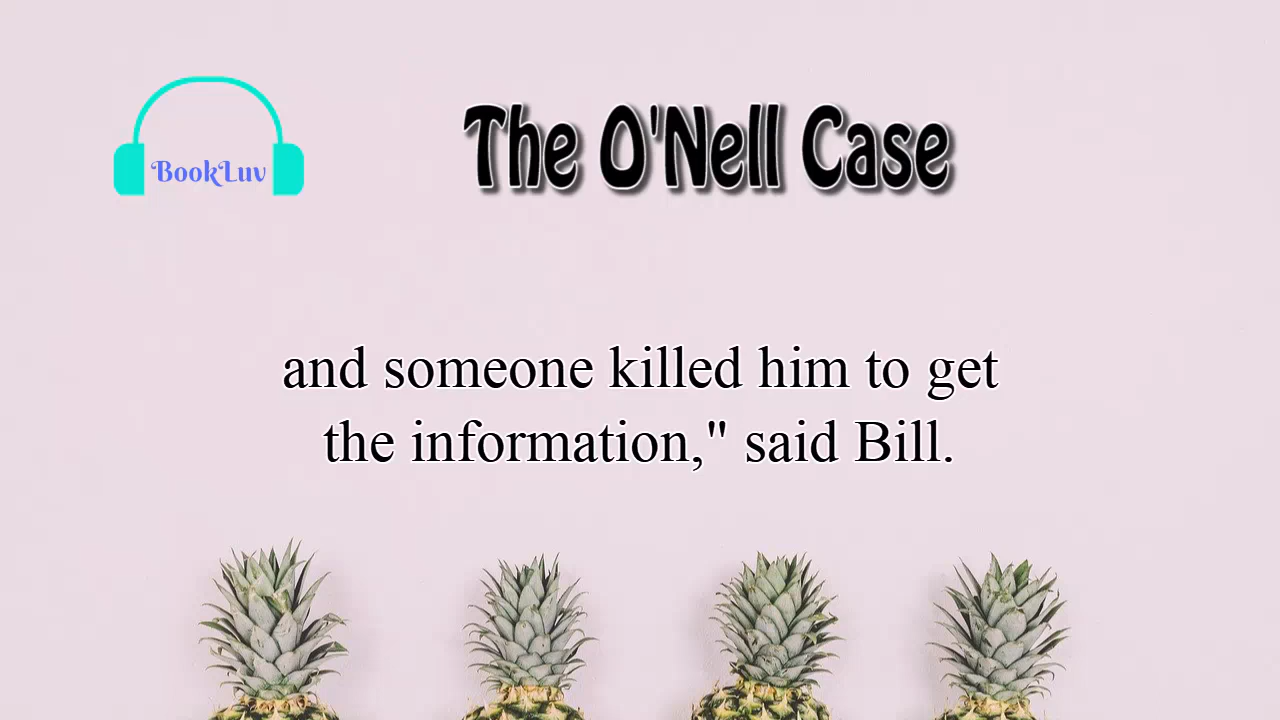 BookLuv
The O'Nell Case
and someone killed him to get
the information," said Bill.